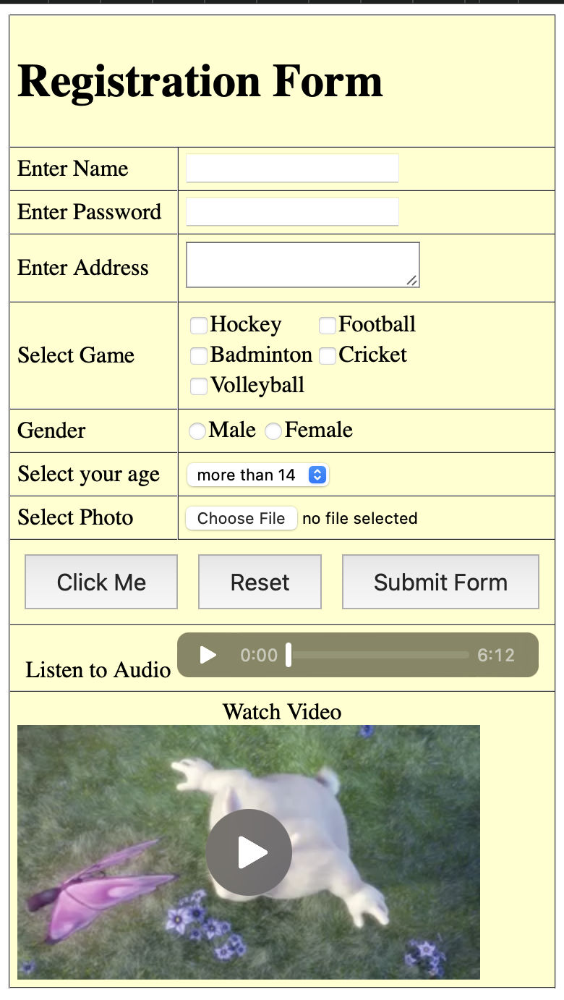 Registration Form
Enter Name
Enter Password
Enter Address
Select Game
Hockey Football
Badminton Cricket
Volleyball
Gender Male Female
Select your age more than 14
Select Photo Choose File no file selected
Click Me Reset Submit Form
Listen to Audio 0:00 6:12
Watch Video